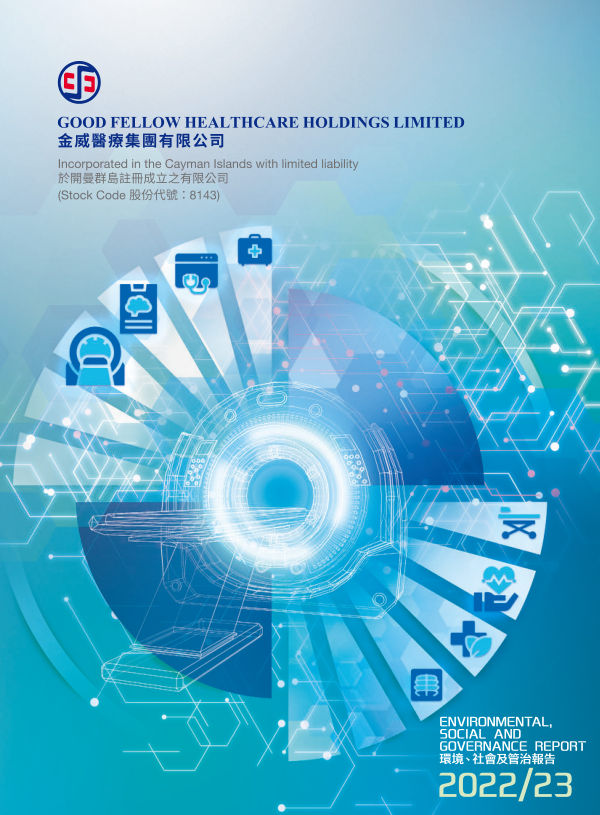 GOOD FELLOW HEALTHCARE HOLDINGS LIMITED
金威醫療集團有限公司
Incorporated in the Cayman Islands with limited liability
於開曼群島註冊成立之有限公司
(Stock Code 股份代號：8143)
ENVIRONMENTAL,
SOCIAL AND
GOVERNANCE REPORT
環境、社會及管治報告
2022/23